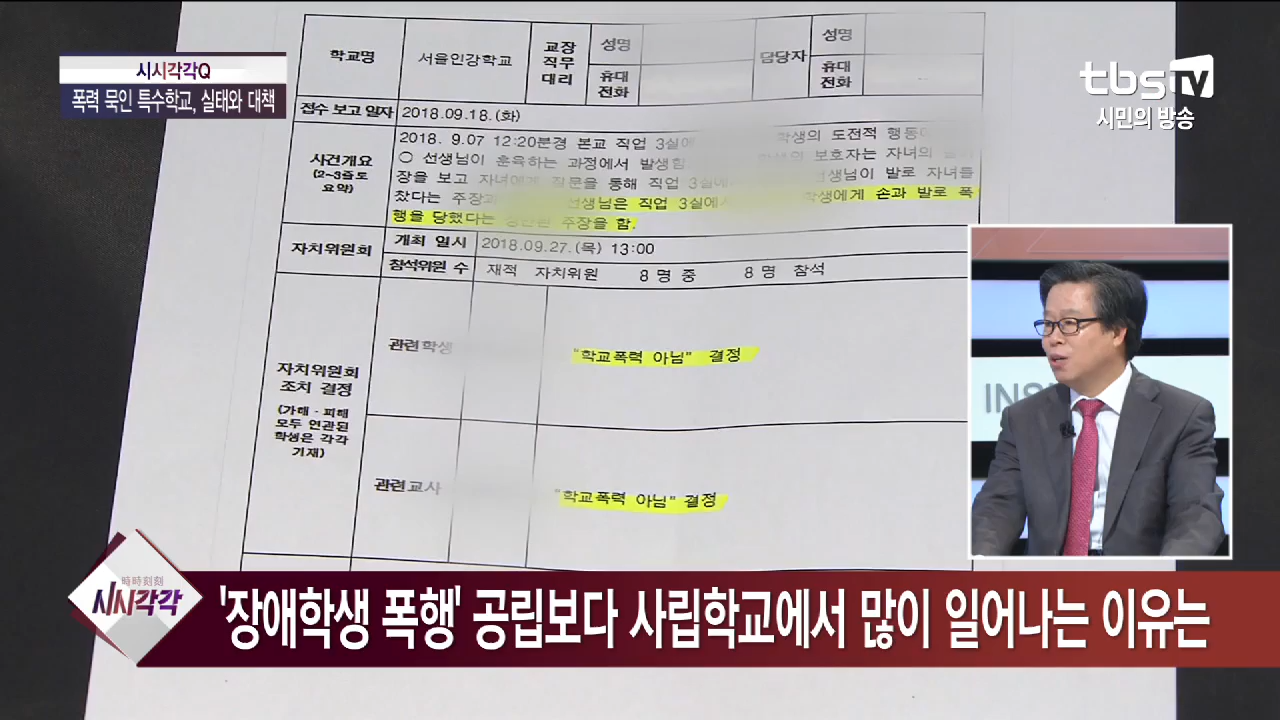 시시각각Q
폭력 묵인 특수학교, 실태와 대책
tbs TV
시민의 방송
학교명 서울인강학교 교장 직무 대리 성명 휴대 전화 담당자 성명 휴대 전화
접수 보고 일자 2018.09.18.(화)
사건개요
(2~3줄로
요약)
2018. 9.07 12:20분경 본교 직업 3실에 학생의 도전적 행동
○ 선생님이 훈육하는 과정에서 발생함 보호자는 자녀의
장을 보고 자녀에게 질문을 통해 직업 3실에서 선생님이 발로 자녀를
찼다는 주장과 선생님은 직업 3실에서 학생에게 손과 발로 폭
행을 당했다는 주장을 함.
자치위원회 개최 일시 2018.09.27.(목) 13:00
참석위원 수 재적 자치위원 8 명 중 8 명 참석
자치위원회
조치 결정
(가해·피해
모두 연관된
학생은 각각
기재)
관련학생 "학교폭력 아님" 결정
관련교사 "학교폭력 아님" 결정
INS
時時刻刻
시시각각
'장애학생 폭행' 공립보다 사립학교에서 많이 일어나는 이유는